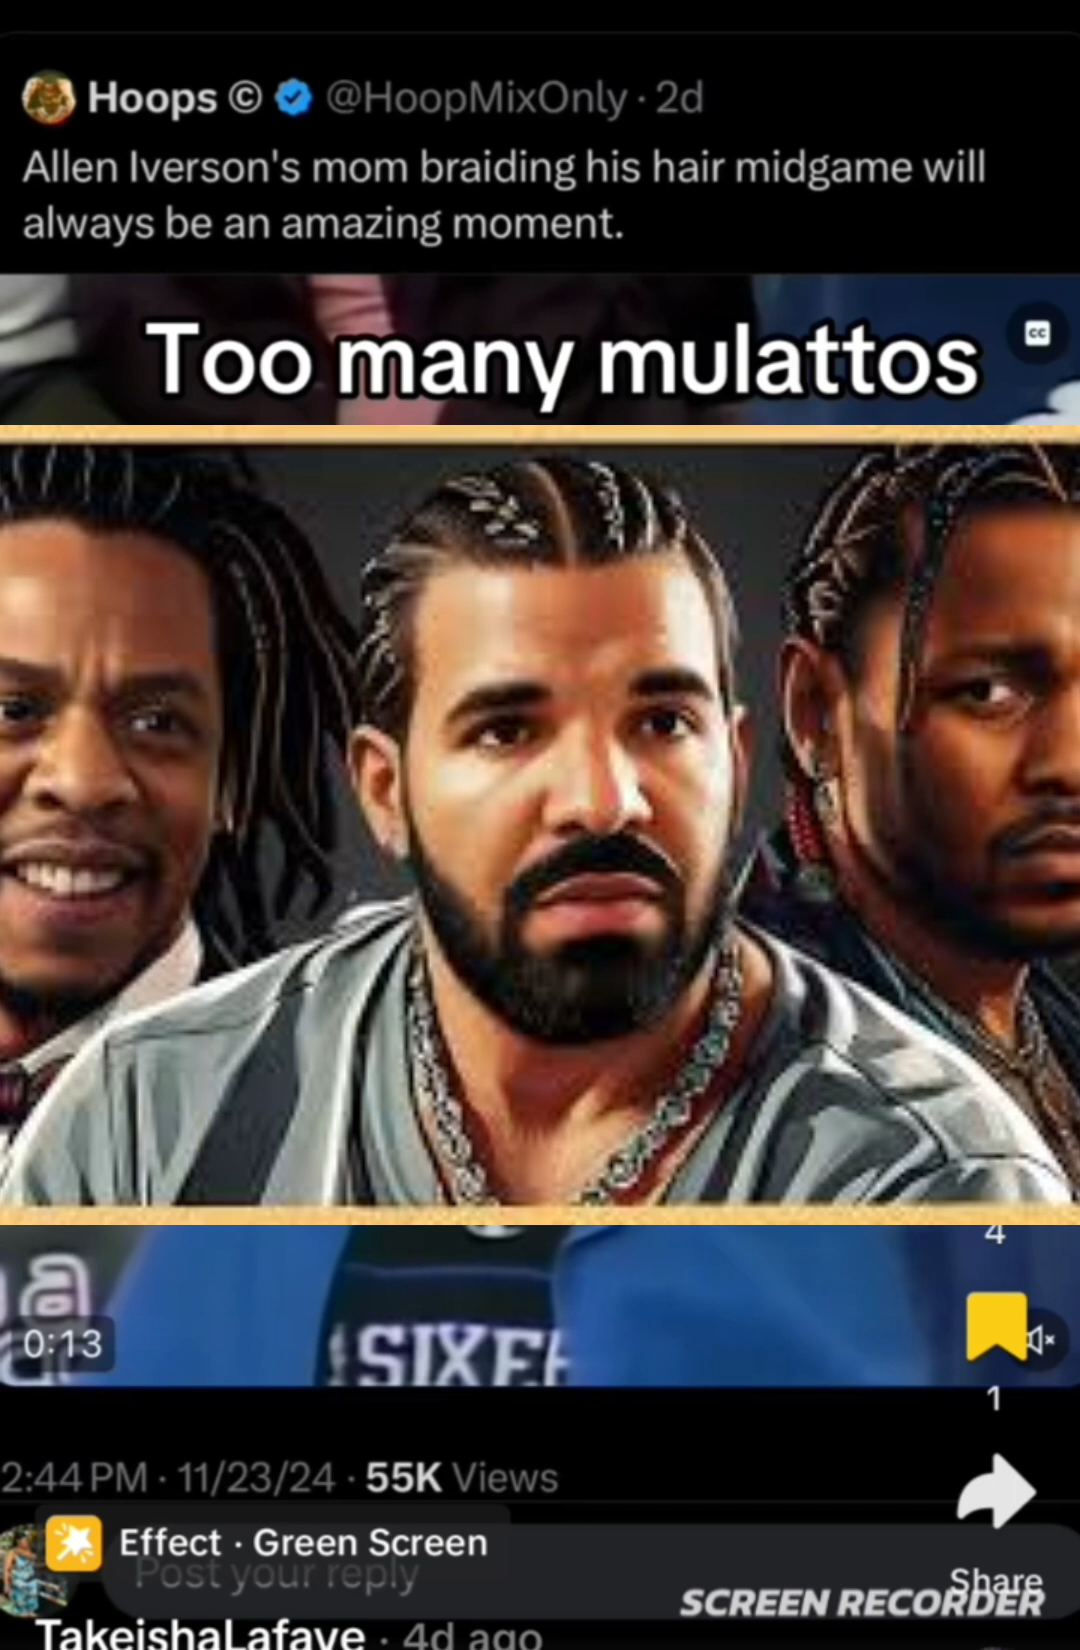 Hoops © @HoopMixOnly · 2d
Allen Iverson's mom braiding his hair midgame will
always be an amazing moment.
cc
Too many mulattos
4
a
0:13
SIXE
1
2:44 PM · 11/23/24 · 55K Views
Effect · Green Screen
Post your reply
Share
SCREEN RECORDER
TakeishaLafaye · 4d ago